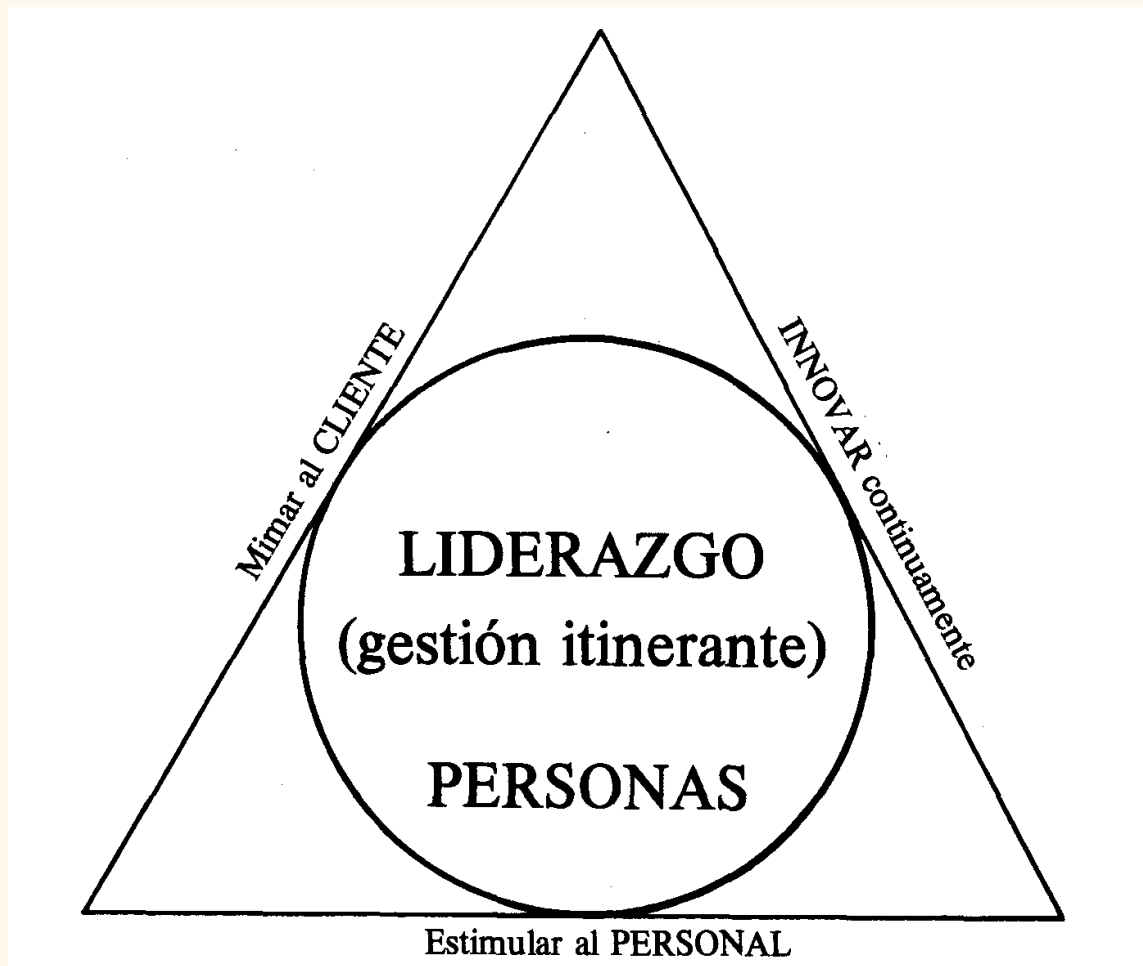 Mimar al CLIENTE
INNOVAR continuamente
LIDERAZGO
(gestión itinerante)
PERSONAS
Estimular al PERSONAL